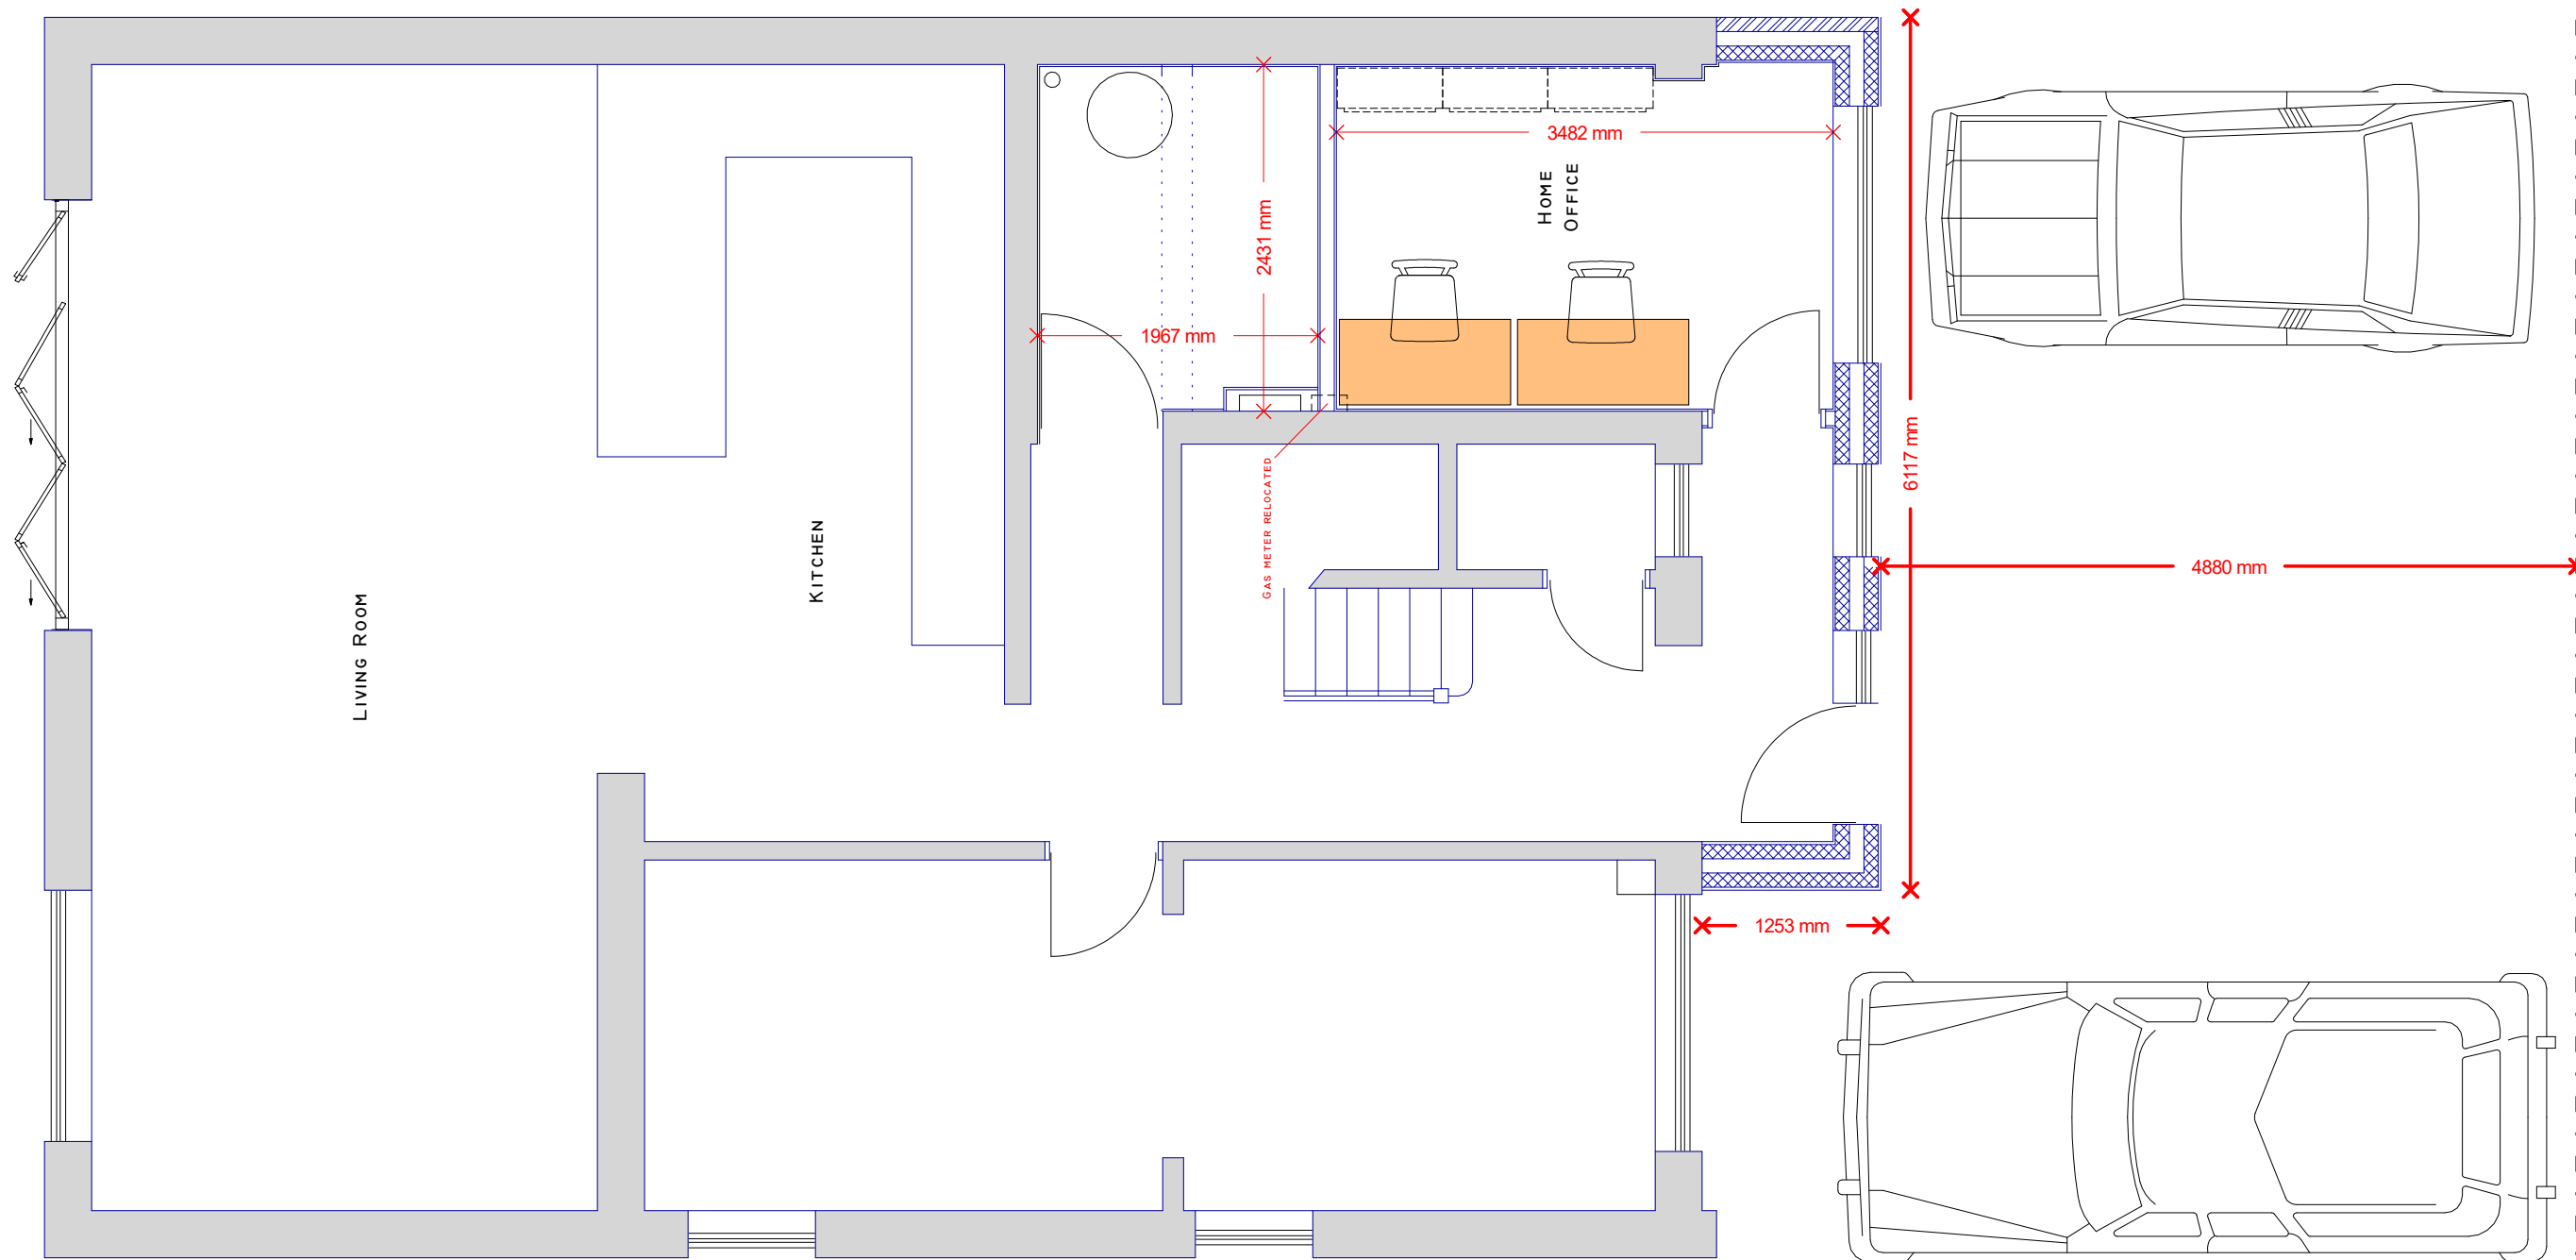 3482 mm
HOME
OFFICE
2431 mm
1967 mm
6117 mm
GAS METER RELOCATED
KITCHEN
4880 mm
LIVING ROOM
1253 mm